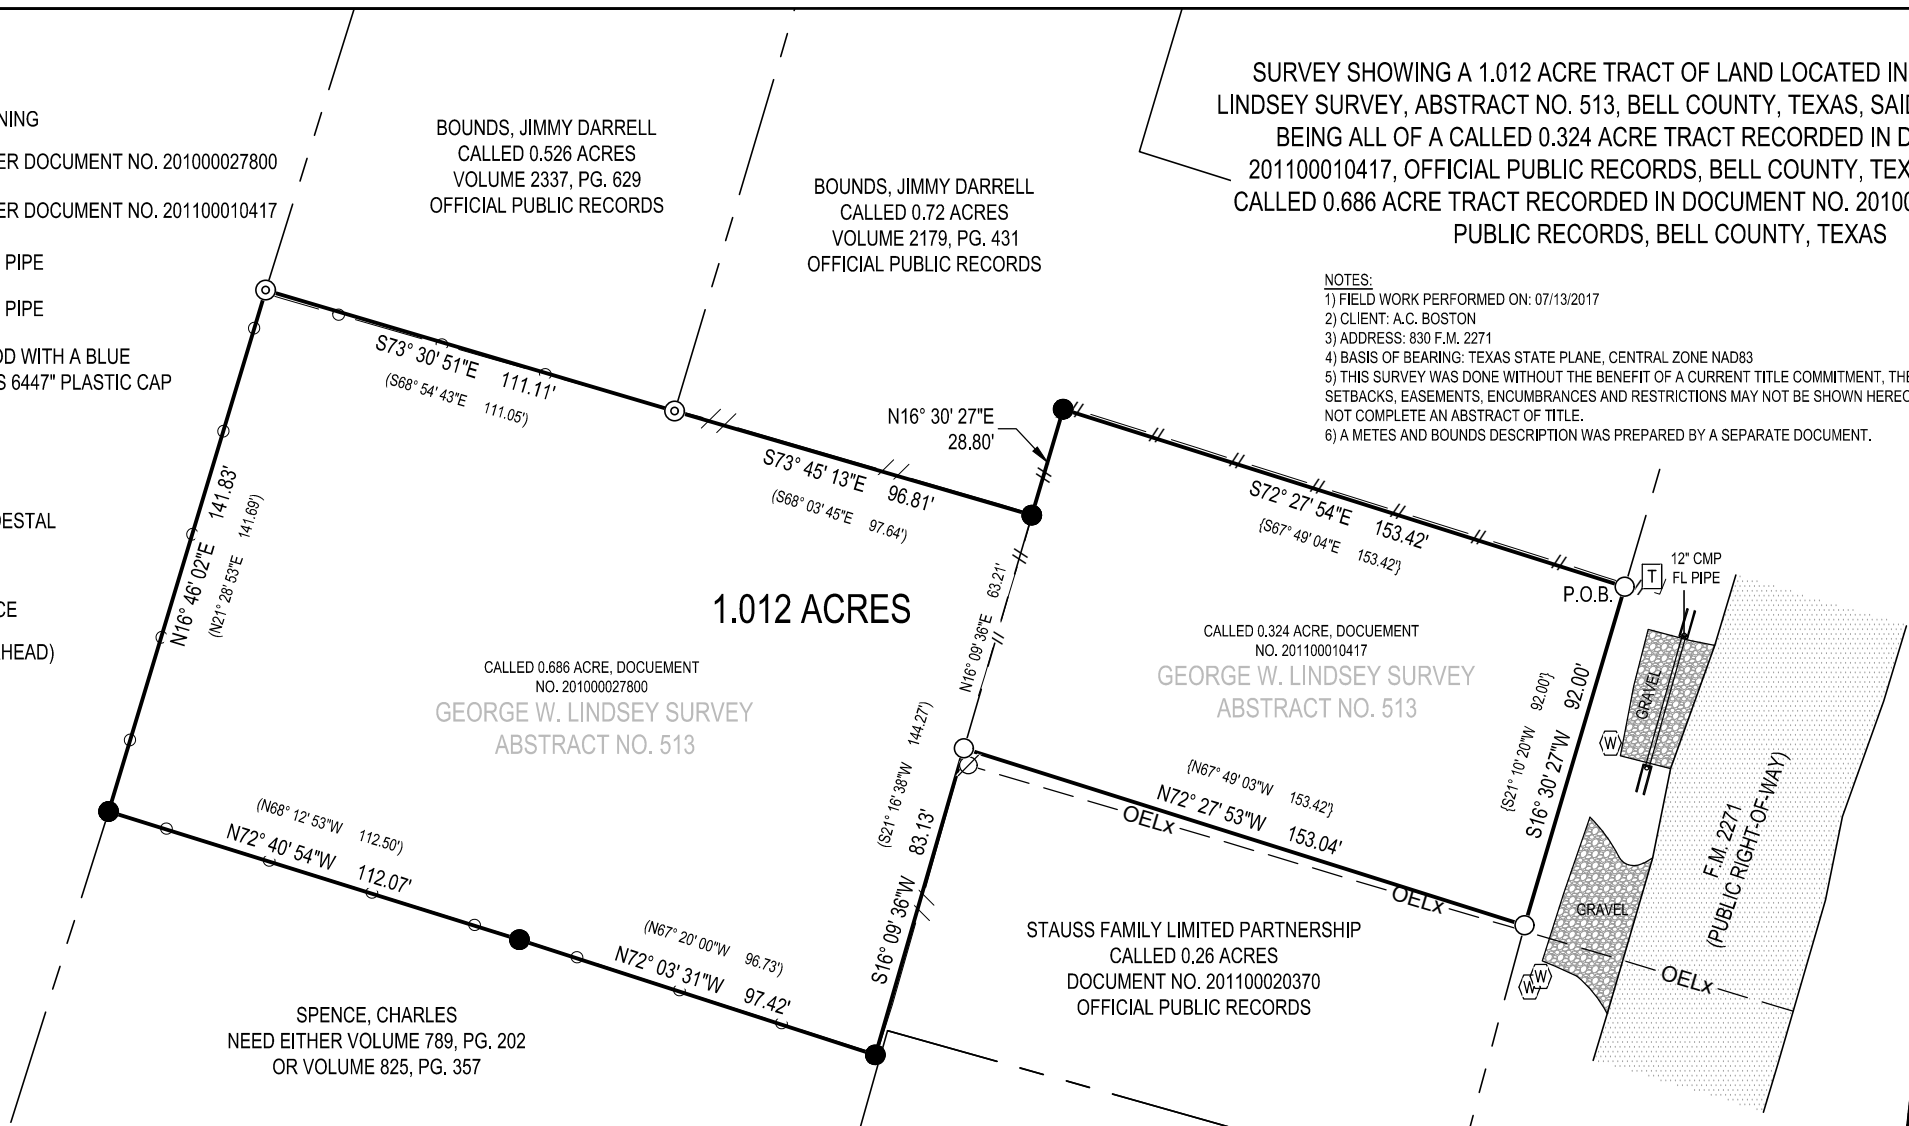 NING
ER DOCUMENT NO. 201000027800
ER DOCUMENT NO. 201100010417
PIPE
PIPE
OD WITH A BLUE
S 6447" PLASTIC CAP
DESTAL
CE
HEAD)
BOUNDS, JIMMY DARRELL
CALLED 0.526 ACRES
VOLUME 2337, PG. 629
OFFICIAL PUBLIC RECORDS
BOUNDS, JIMMY DARRELL
CALLED 0.72 ACRES
VOLUME 2179, PG. 431
OFFICIAL PUBLIC RECORDS
SURVEY SHOWING A 1.012 ACRE TRACT OF LAND LOCATED IN
LINDSEY SURVEY, ABSTRACT NO. 513, BELL COUNTY, TEXAS, SAID
BEING ALL OF A CALLED 0.324 ACRE TRACT RECORDED IN D
201100010417, OFFICIAL PUBLIC RECORDS, BELL COUNTY, TEX
CALLED 0.686 ACRE TRACT RECORDED IN DOCUMENT NO. 20100
PUBLIC RECORDS, BELL COUNTY, TEXAS
NOTES:
1) FIELD WORK PERFORMED ON: 07/13/2017
2) CLIENT: A.C. BOSTON
3) ADDRESS: 830 F.M. 2271
4) BASIS OF BEARING: TEXAS STATE PLANE, CENTRAL ZONE NAD83
5) THIS SURVEY WAS DONE WITHOUT THE BENEFIT OF A CURRENT TITLE COMMITMENT, THE
SETBACKS, EASEMENTS, ENCUMBRANCES AND RESTRICTIONS MAY NOT BE SHOWN HEREO
NOT COMPLETE AN ABSTRACT OF TITLE.
6) A METES AND BOUNDS DESCRIPTION WAS PREPARED BY A SEPARATE DOCUMENT.
S73° 30' 51"E 111.11'
(S68° 54' 43"E 111.05')
S73° 45' 13"E 96.81'
(S68° 03' 45"E 97.64')
N16° 30' 27"E
28.80'
S72° 27' 54"E 153.42'
{S67° 49' 04"E 153.42'}
N16° 46' 02"E 141.83'
(N21° 28' 53"E 141.69')
1.012 ACRES
N16° 09' 36"E 63.21'
P.O.B.
T
12" CMP
FL PIPE
CALLED 0.686 ACRE, DOCUEMENT
NO. 201000027800
GEORGE W. LINDSEY SURVEY
ABSTRACT NO. 513
CALLED 0.324 ACRE, DOCUEMENT
NO. 201100010417
GEORGE W. LINDSEY SURVEY
ABSTRACT NO. 513
{S21° 10' 20"W 92.00'}
S16° 30' 27"W 92.00'
GRAVEL
W
(S21° 16' 38"W 144.27')
S16° 09' 36"W 83.13'
{N67° 49' 03"W 153.42'}
N72° 27' 53"W 153.04'
OELx
OELx
(N68° 12' 53"W 112.50')
N72° 40' 54"W 112.07'
(N67° 20' 00"W 96.73')
N72° 03' 31"W 97.42'
F.M. 2271
(PUBLIC RIGHT-OF-WAY)
GRAVEL
W
W
OELx
STAUSS FAMILY LIMITED PARTNERSHIP
CALLED 0.26 ACRES
DOCUMENT NO. 201100020370
OFFICIAL PUBLIC RECORDS
SPENCE, CHARLES
NEED EITHER VOLUME 789, PG. 202
OR VOLUME 825, PG. 357